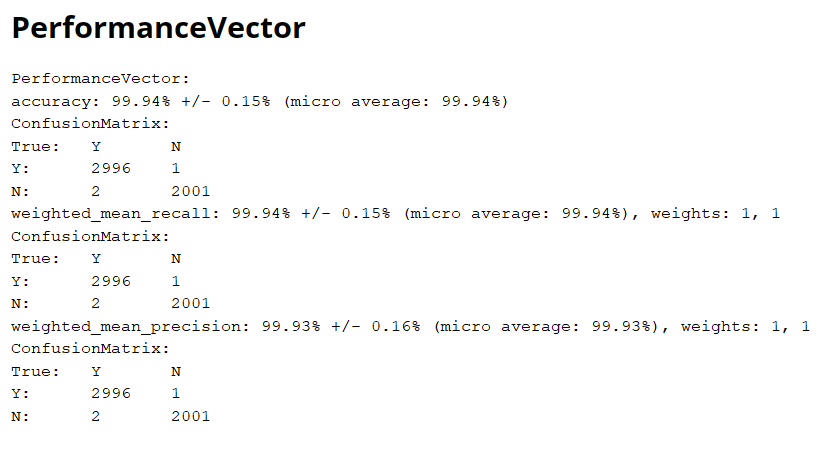 PerformanceVector
PerformanceVector:
accuracy: 99.94% +/- 0.15% (micro average: 99.94%)
ConfusionMatrix:
True:   Y       N
Y:      2996    1
N:      2       2001
weighted_mean_recall: 99.94% +/- 0.15% (micro average: 99.94%), weights: 1, 1
ConfusionMatrix:
True:   Y       N
Y:      2996    1
N:      2       2001
weighted_mean_precision: 99.93% +/- 0.16% (micro average: 99.93%), weights: 1, 1
ConfusionMatrix:
True:   Y       N
Y:      2996    1
N:      2       2001